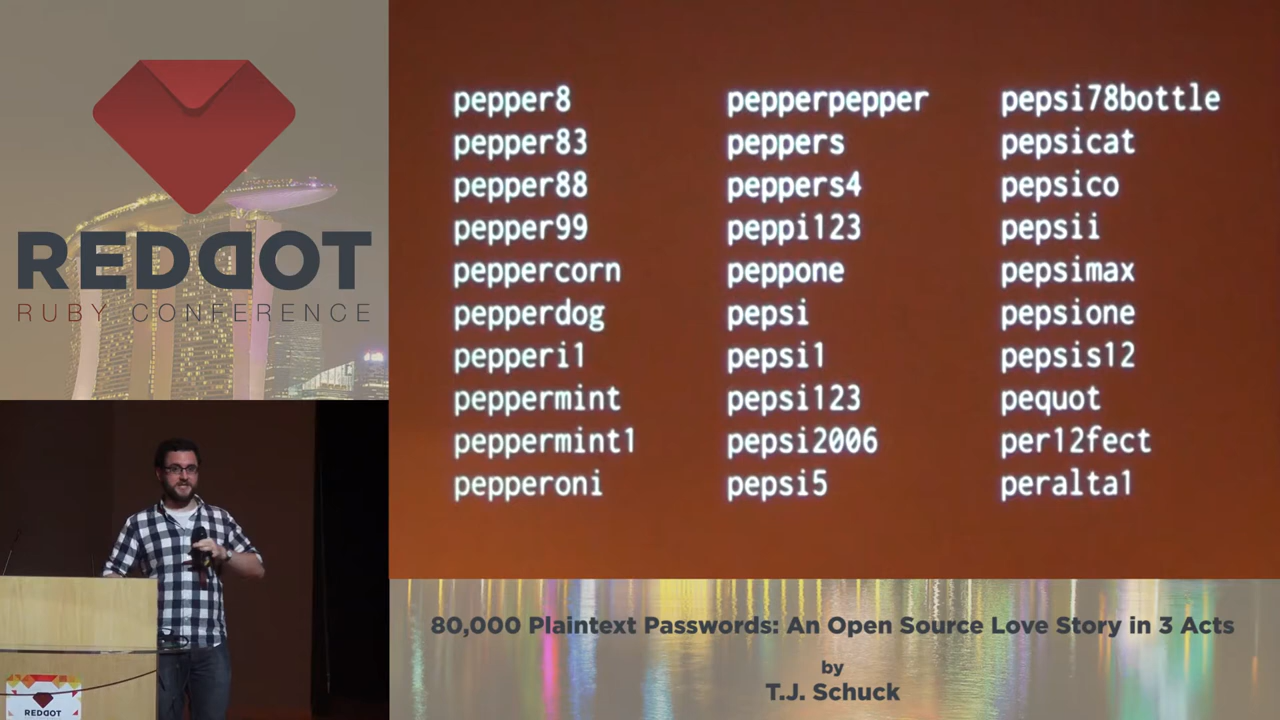 REDDOT
RUBY CONFERENCE
pepper8
pepper83
pepper88
pepper99
peppercorn
pepperdog
pepperi1
peppermint
peppermint1
pepperoni
pepperpepper
peppers
peppers4
peppi123
peppone
pepsi
pepsi1
pepsi123
pepsi2006
pepsi5
pepsi78bottle
pepsicat
pepsico
pepsii
pepsimax
pepsione
pepsis12
pequot
per12fect
peralta1
REDDOT
80,000 Plaintext Passwords: An Open Source Love Story in 3 Acts
by
T.J. Schuck